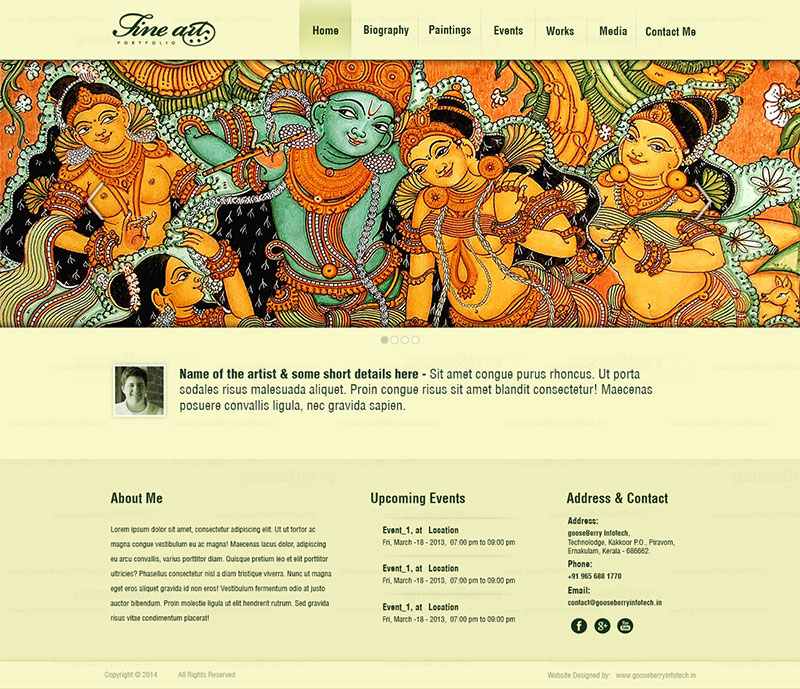 Fine art
PORTFOLIO
Home Biography Paintings Events Works Media Contact Me
Name of the artist & some short details here - Sit amet congue purus rhoncus. Ut porta
sodales risus malesuada aliquet. Proin congue risus sit amet blandit consectetur! Maecenas
posuere convallis ligula, nec gravida sapien.
gooseBerry
www.gooseBerryInfoTech.in
About Me
Lorem ipsum dolor sit amet, consectetur adipiscing elit. Ut ut tortor ac
magna congue vestibulum eu ac magna! Maecenas lacus dolor, adipiscing
eu arcu convallis, varius porttitor diam. Quisque pretium leo et elit porttitor
ultricies? Phasellus consectetur nisl a diam tristique viverra. Nunc ut magna
eget eros aliquet gravida id non eros! Vestibulum fermentum odio at justo
auctor bibendum. Proin molestie ligula ut elit hendrerit rutrum. Sed gravida
risus vitae condimentum placerat!
Upcoming Events
Event_1, at Location
Fri, March -18 - 2013, 07:00 pm to 09:00 pm
Event_1, at Location
Fri, March -18 - 2013, 07:00 pm to 09:00 pm
Event_1, at Location
Fri, March -18 - 2013, 07:00 pm to 09:00 pm
Address & Contact
Address:
gooseBerry Infotech,
Technolodge, Kakkoor P.O., Piravom,
Ernakulam, Kerala - 686662.
Phone:
+91 965 688 1770
Email:
contact@gooseberryinfotech.in
You Tube
Copyright © 2014 All Rights Reserved
Website Designed by: www.gooseberryinfotech.in